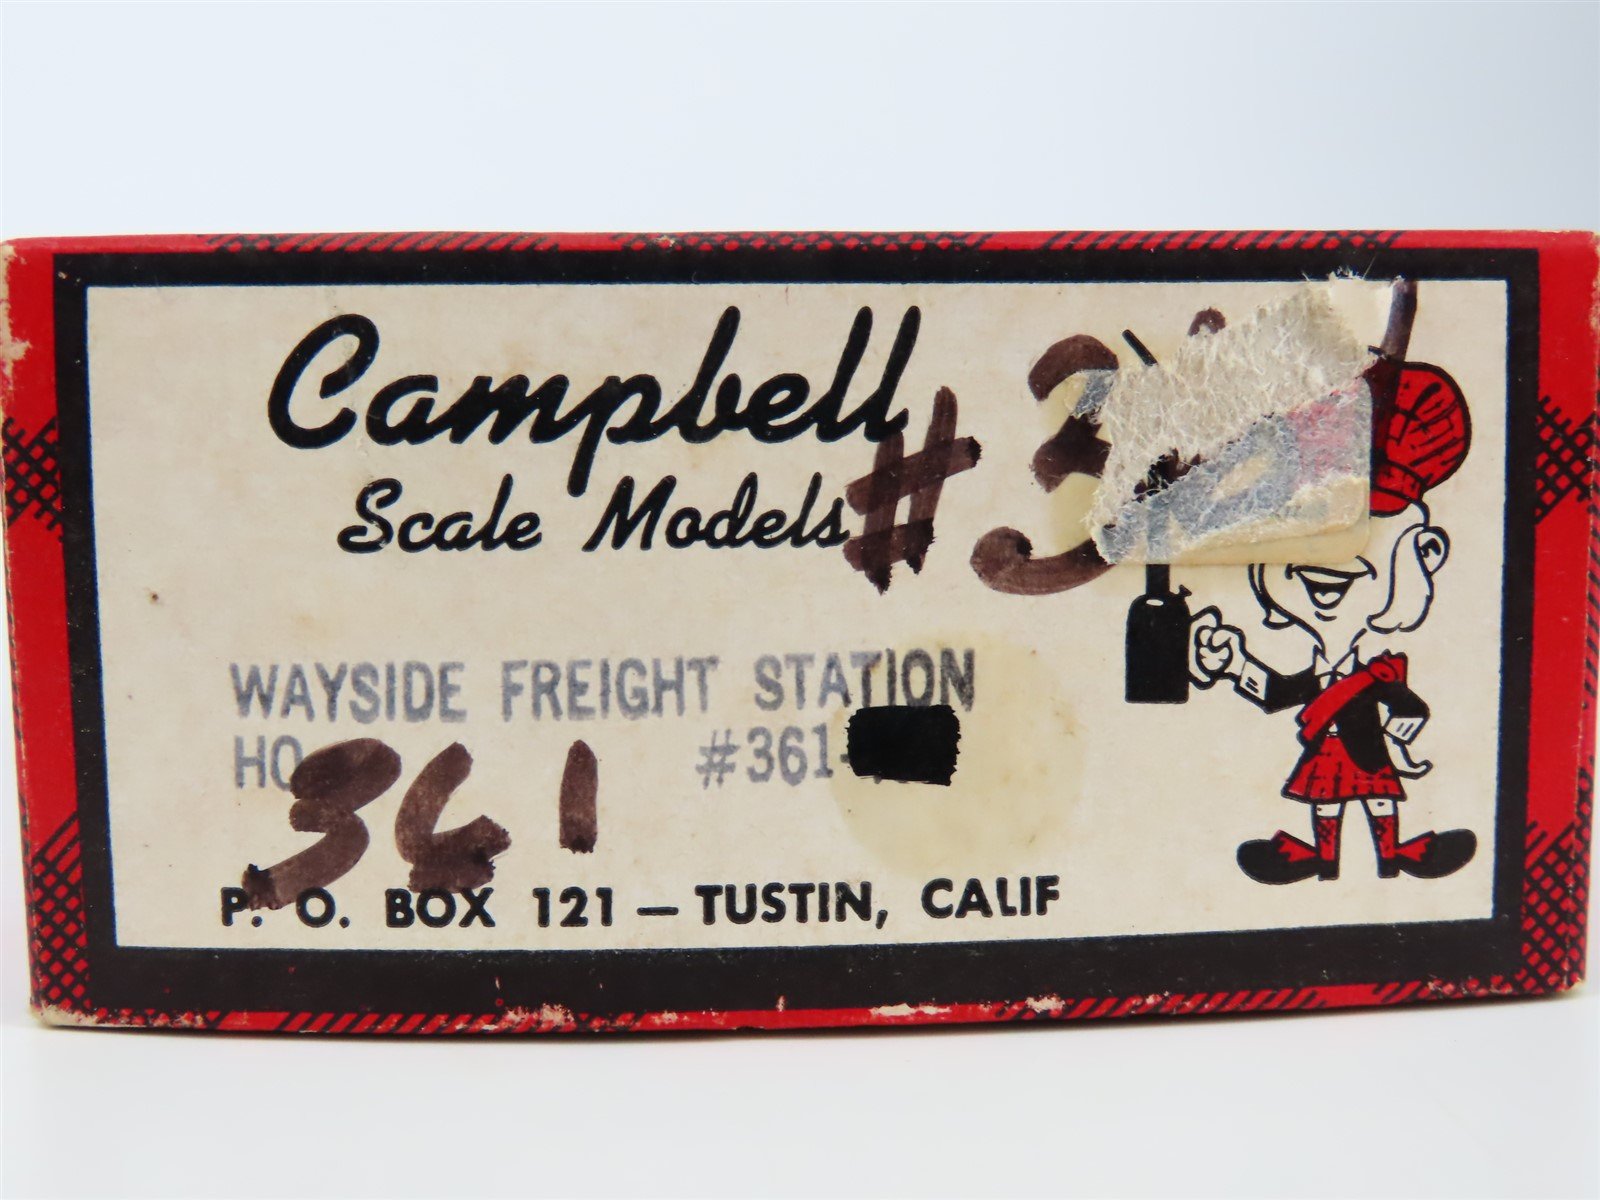 Campbell
Scale Models
#3
WAYSIDE FREIGHT STATION
HO #361-
361
P. O. BOX 121 — TUSTIN, CALIF